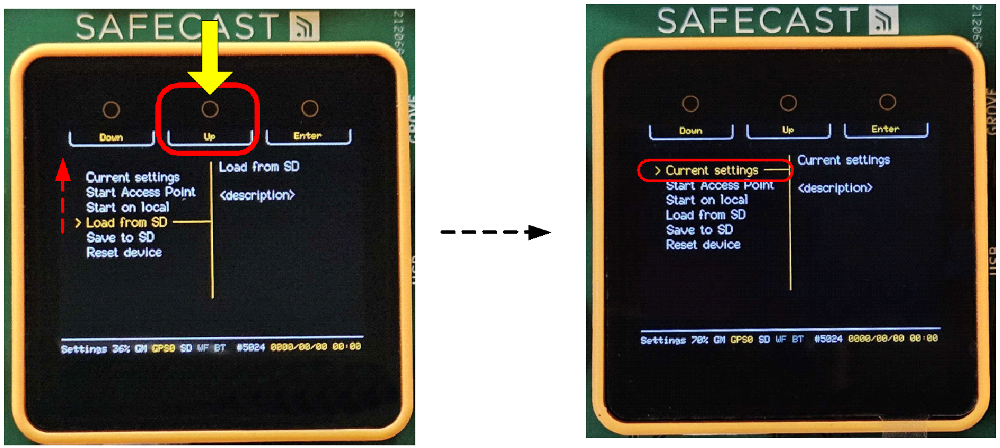 SAFECAST
Down Up Enter
Load from SD
Current settings
Start Access Point
<description>
Start on local
> Load from SD
Save to SD
Reset device
Settings 36% GM GPS0 SD WF BT #5024 0000/00/00 00:00
SAFECAST
Down Up Enter
Current settings
> Current settings
Start Access Point
<description>
Start on local
Load from SD
Save to SD
Reset device
Settings 70% GM GPS0 SD WF BT #5024 0000/00/00 00:00
GROVE
USB